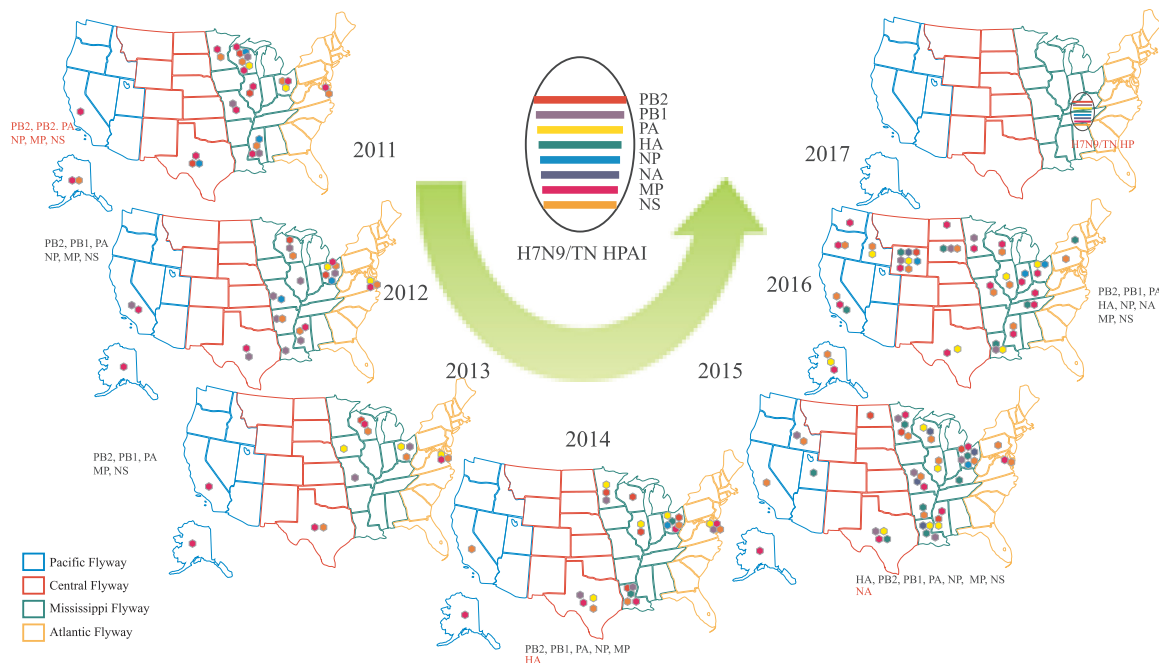 PB2, PB2. PA
NP, MP, NS
2011
PB2
PB1
PA
HA
NP
NA
MP
NS
H7N9/TN HPAI
2017
H7N9/TN HP
PB2, PB1, PA
NP, MP, NS
2012
2016
PB2, PB1, PA
HA, NP, NA
MP, NS
2013
2015
PB2, PB1, PA
MP, NS
2014
HA, PB2, PB1, PA, NP, MP, NS
NA
PB2, PB1, PA, NP, MP
HA
Pacific Flyway
Central Flyway
Mississippi Flyway
Atlantic Flyway